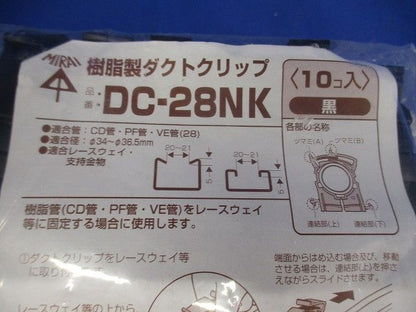 MIRAI
樹脂製ダクトクリップ
品番 DC-28NK
〈10コ入〉
黒
●適合管：CD管・PF管・VE管(28)
●適合径：φ34〜φ36.5mm
●適合レースウェイ・
支持金物
20~21
5
20~21
5
各部の名称
ツマミ(A)
ツマミ(B)
連結部(上)
連結部(下)
樹脂管(CD管・PF管・VE管)をレースウェイ
等に固定する場合に使用します。
①ダクトクリップをレースウェイ等
に取り
端面からはめ込む場合及び、移動
させる場合は、連結部(上)を押さ
えながらスライドさせます。
レースウェイ等の上から